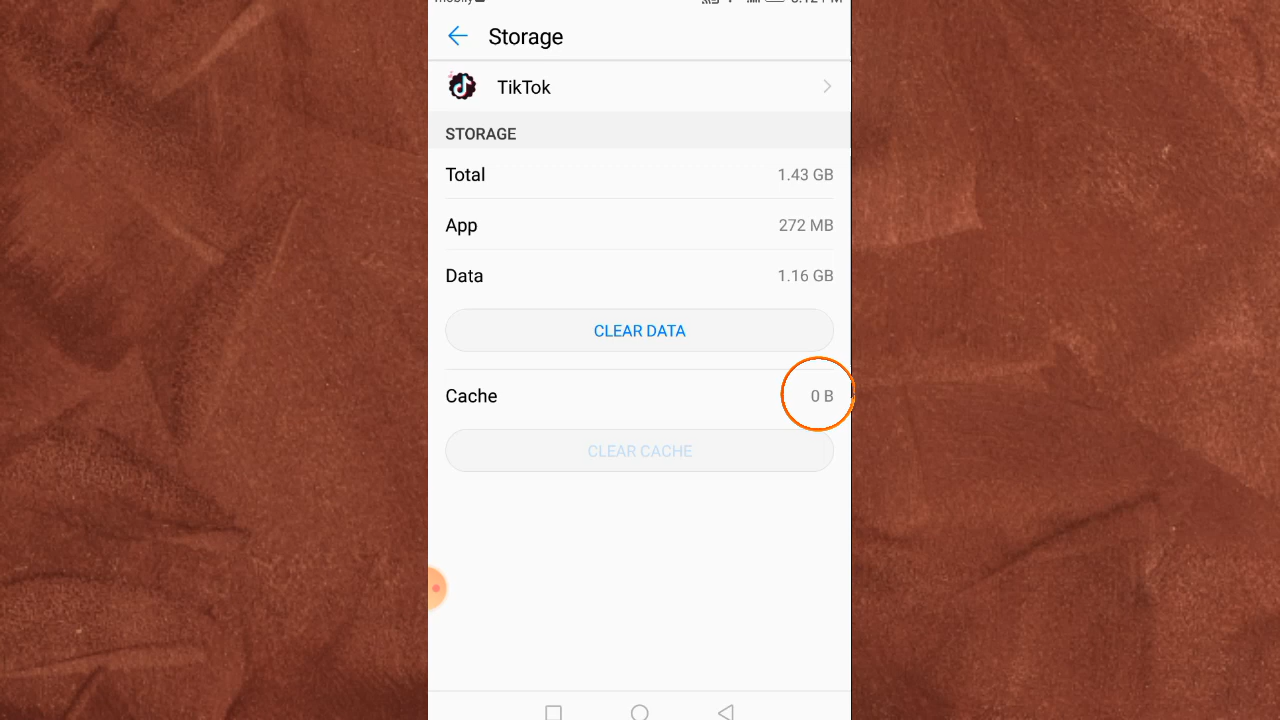 Storage
TikTok
STORAGE
Total 1.43 GB
App 272 MB
Data 1.16 GB
CLEAR DATA
Cache 0 B
CLEAR CACHE